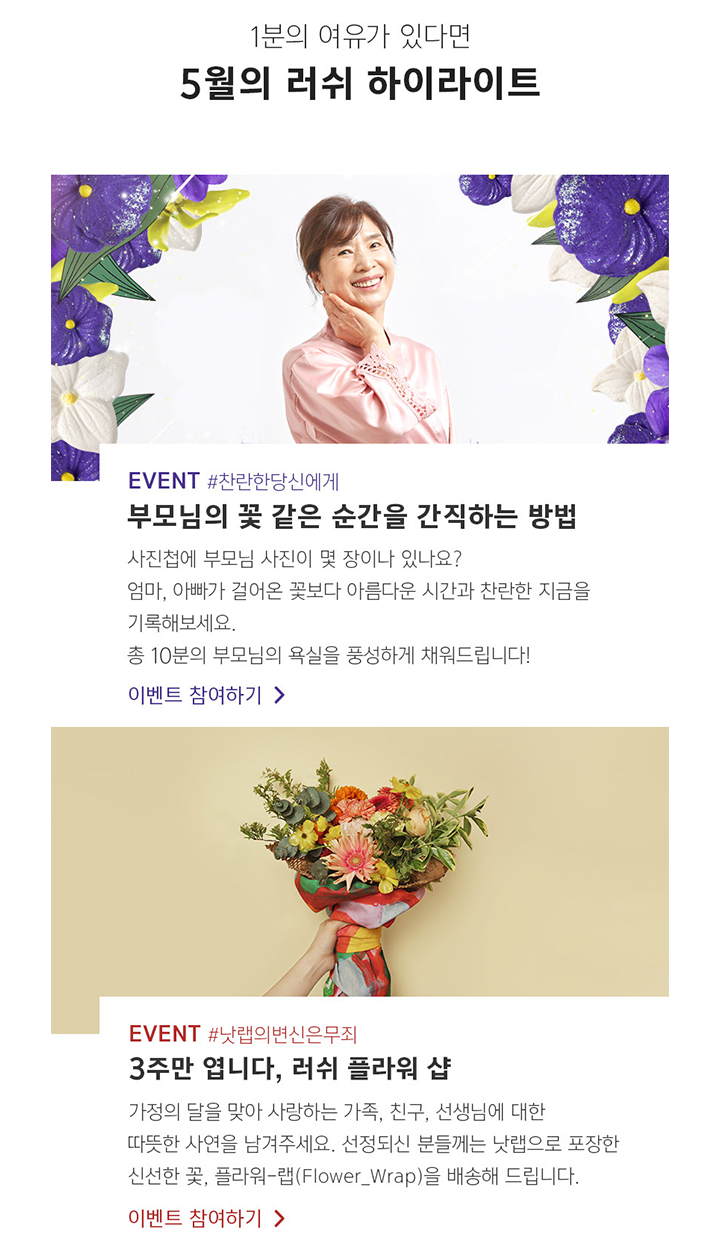 1분의 여유가 있다면
5월의 러쉬 하이라이트
EVENT #찬란한당신에게
부모님의 꽃 같은 순간을 간직하는 방법
사진첩에 부모님 사진이 몇 장이나 있나요?
엄마, 아빠가 걸어온 꽃보다 아름다운 시간과 찬란한 지금을
기록해보세요.
총 10분의 부모님의 욕실을 풍성하게 채워드립니다!
이벤트 참여하기 >
EVENT #낫랩의변신은무죄
3주만 엽니다, 러쉬 플라워 샵
가정의 달을 맞아 사랑하는 가족, 친구, 선생님에 대한
따뜻한 사연을 남겨주세요. 선정되신 분들께는 낫랩으로 포장한
신선한 꽃, 플라워-랩(Flower_Wrap)을 배송해 드립니다.
이벤트 참여하기 >